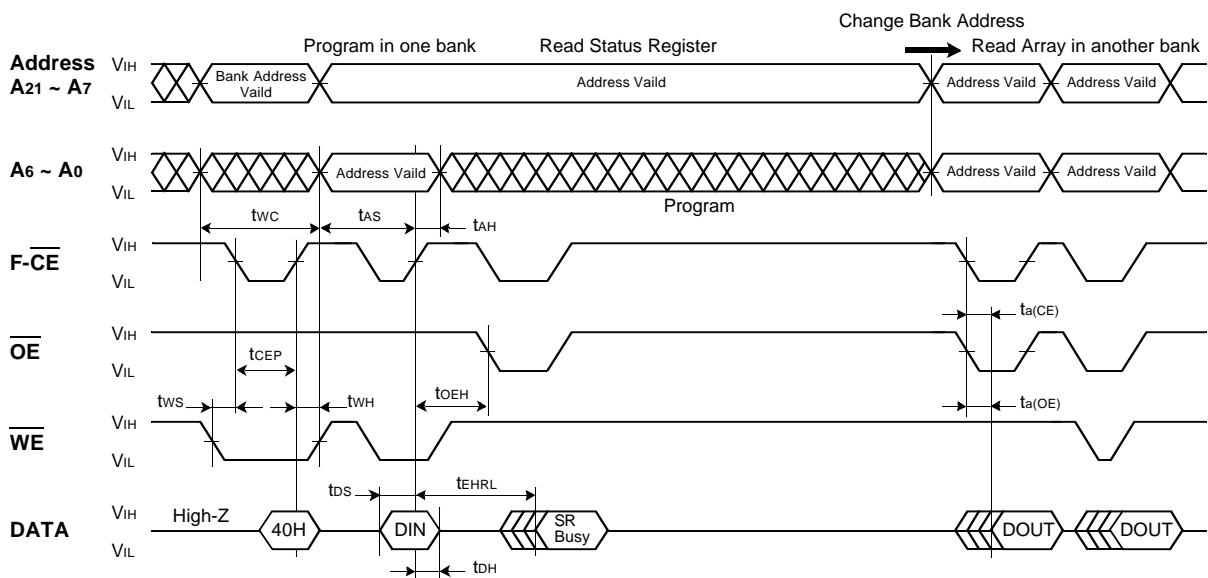 Change Bank Address
Program in one bank
Read Status Register
Read Array in another bank
Address
A21 ~ A7
VIH
VIL
Bank Address
Vaild
Address Vaild
Address Vaild
Address Vaild
A6 ~ A0
VIH
VIL
Address Vaild
Address Vaild
Address Vaild
Program
tWC
tAS
tAH
F-CE
VIH
VIL
ta(CE)
OE
VIH
VIL
tCEP
tOEH
ta(OE)
tWS
tWH
WE
VIH
VIL
tDS
tEHRL
DATA
VIH
VIL
High-Z
40H
DIN
SR
Busy
DOUT
DOUT
tDH